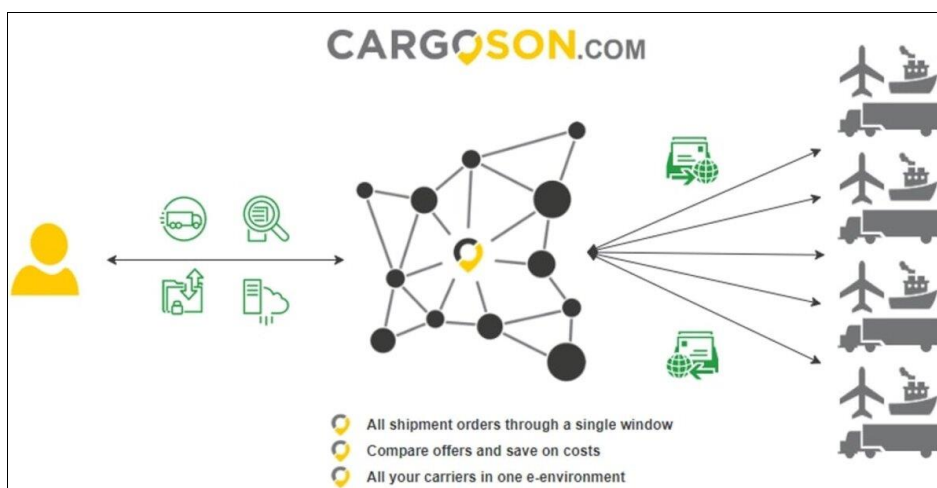 CARGOSON.COM
All shipment orders through a single window
Compare offers and save on costs
All your carriers in one e-environment